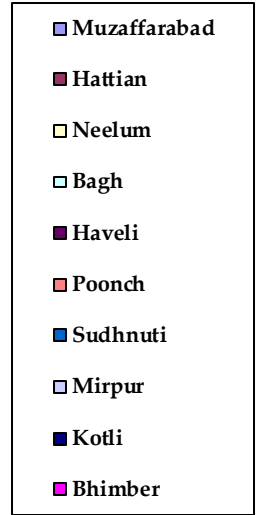 Muzaffarabad
Hattian
Neelum
Bagh
Haveli
Poonch
Sudhnuti
Mirpur
Kotli
Bhimber